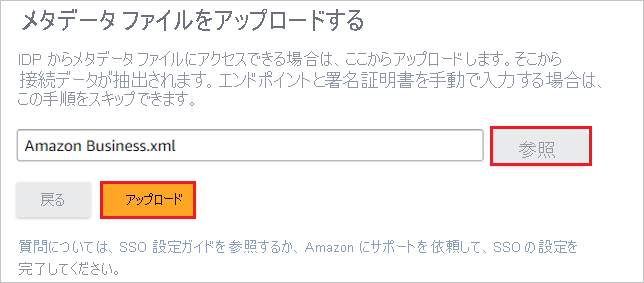 メタデータ ファイルをアップロードする
IDP からメタデータ ファイルにアクセスできる場合は、ここからアップロードします。そこから
接続データが抽出されます。エンドポイントと署名証明書を手動で入力する場合は、
この手順をスキップできます。
Amazon Business.xml 参照
戻る アップロード
質問については、SSO 設定ガイドを参照するか、Amazon にサポートを依頼して、SSO の設定を
完了してください。